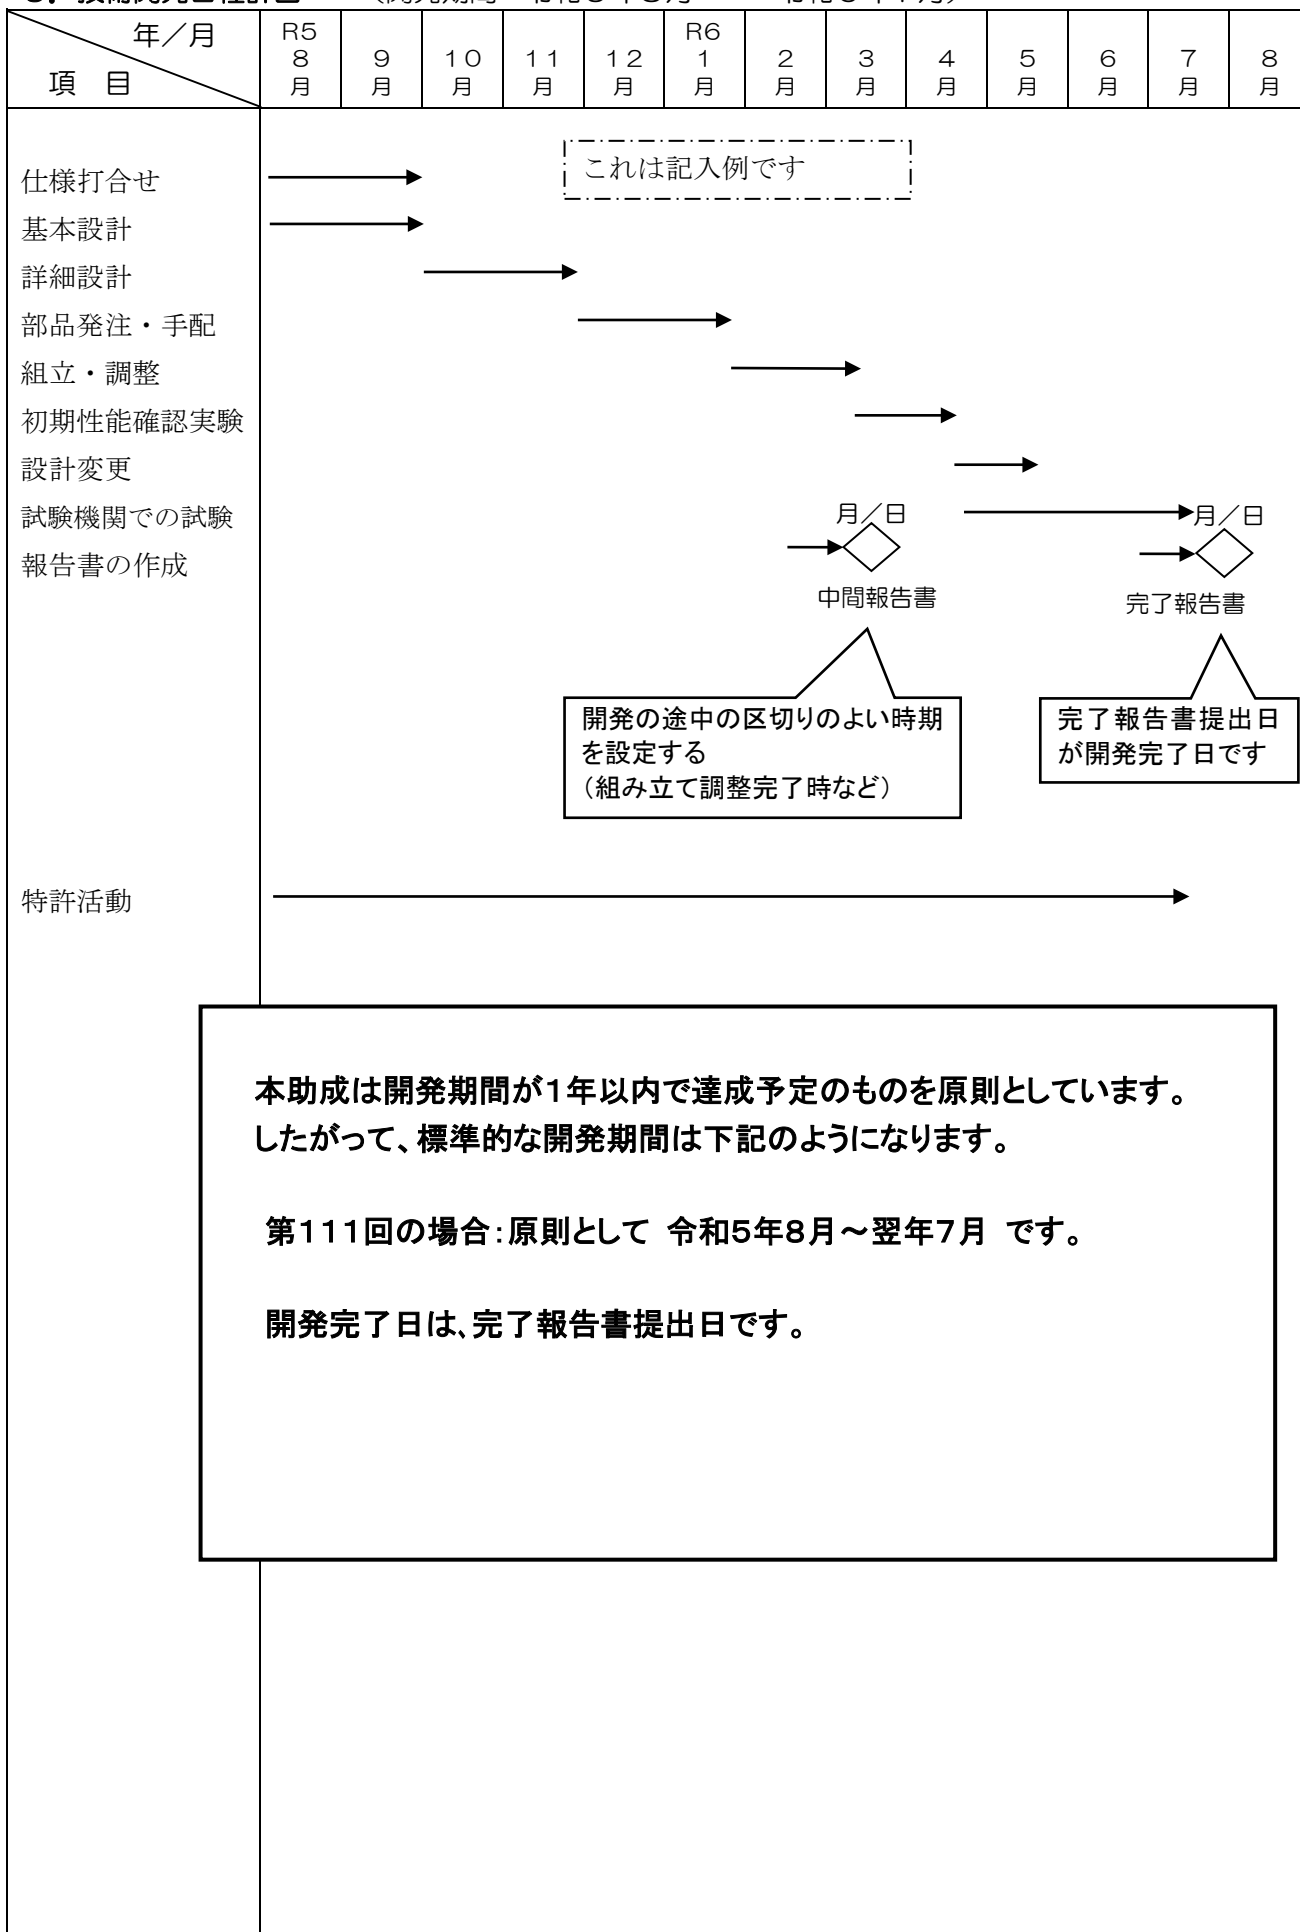 年／月
項　目
R5
8
月
9
月
10
月
11
月
12
月
R6
1
月
2
月
3
月
4
月
5
月
6
月
7
月
8
月
これは記入例です
仕様打合せ
基本設計
詳細設計
部品発注・手配
組立・調整
初期性能確認実験
設計変更
試験機関での試験
月／日
月／日
報告書の作成
中間報告書
完了報告書
開発の途中の区切りのよい時期
を設定する
（組み立て調整完了時など）
完了報告書提出日
が開発完了日です
特許活動
本助成は開発期間が1年以内で達成予定のものを原則としています。
したがって、標準的な開発期間は下記のようになります。
第111回の場合：原則として 令和5年8月～翌年7月 です。
開発完了日は、完了報告書提出日です。